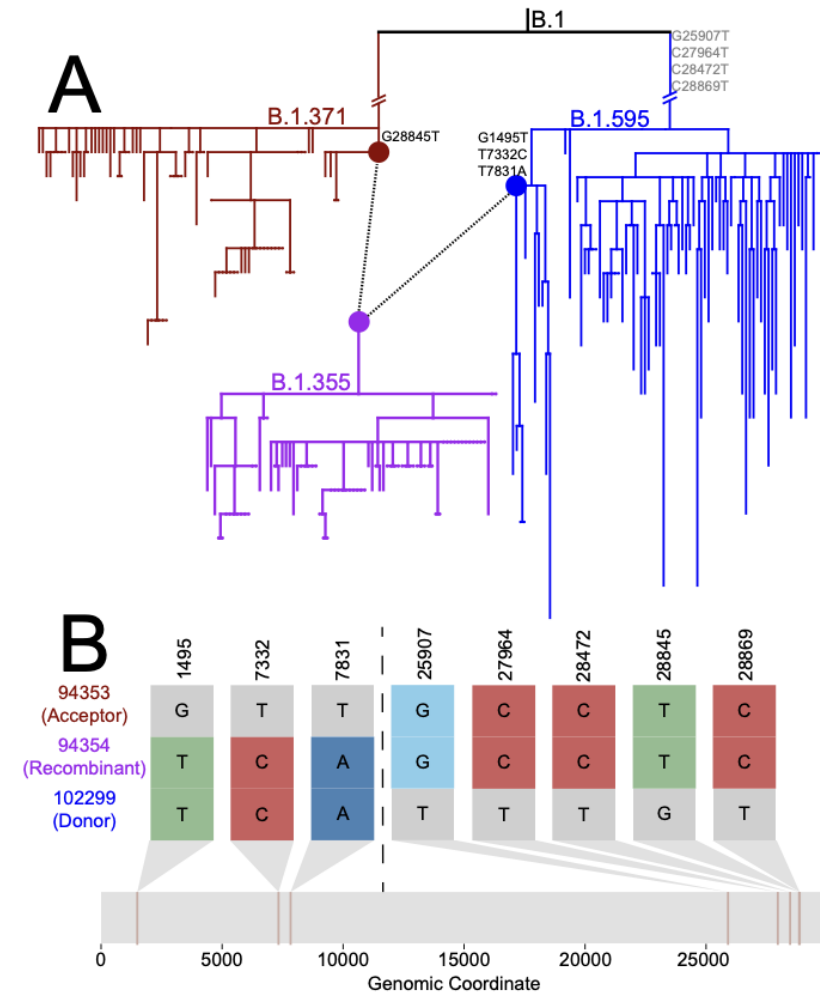 A
B.1
G25907T
C27964T
C28472T
C28869T
B.1.371
B.1.595
G28845T
G1495T
T7332C
T7831A
B.1.355
B
1495 7332 7831 25907 27964 28472 28845 28869
94353
(Acceptor)
G T T G C C T C
94354
(Recombinant)
T C A G C C T C
102299
(Donor)
T C A T T T G T
0 5000 10000 15000 20000 25000
Genomic Coordinate